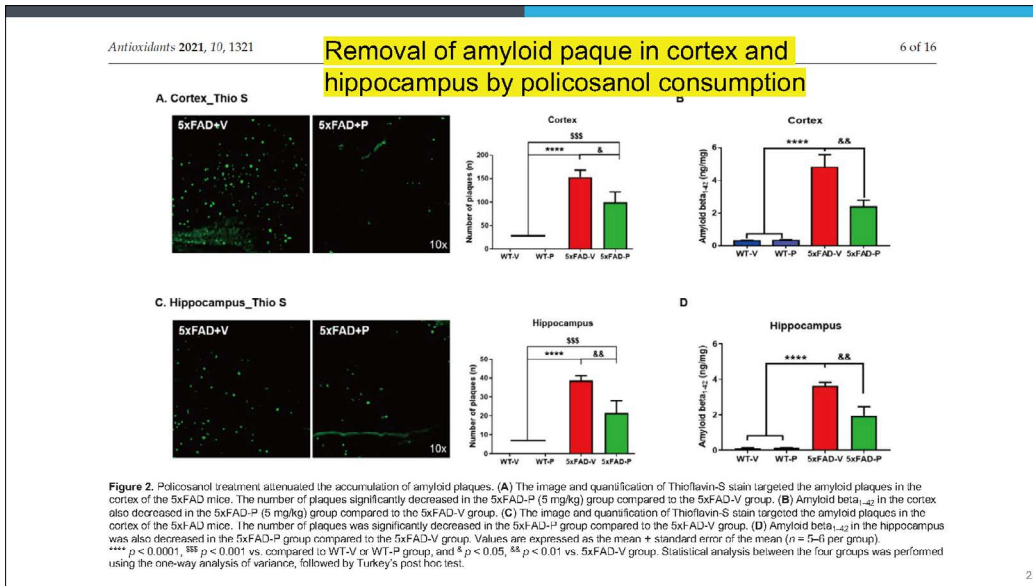 Antioxidants 2021, 10, 1321
6 of 16
Removal of amyloid paque in cortex and
hippocampus by policosanol consumption
A. Cortex_Thio S
5xFAD+V
5xFAD+P
10x
Cortex
$$$
****
&
Number of plaques (n)
200
150
100
50
0
WT-V WT-P 5xFAD-V 5xFAD-P
B
Cortex
****
&&
Amyloid beta1-42 (ng/mg)
6
4
2
0
WT-V WT-P 5xFAD-V 5xFAD-P
C. Hippocampus_Thio S
5xFAD+V
5xFAD+P
10x
Hippocampus
$$$
****
&&
Number of plaques (n)
50
40
30
20
10
0
WT-V WT-P 5xFAD-V 5xFAD-P
D
Hippocampus
****
&&
Amyloid beta1-42 (ng/mg)
6
4
2
0
WT-V WT-P 5xFAD-V 5xFAD-P
Figure 2. Policosanol treatment attenuated the accumulation of amyloid plaques. (A) The image and quantification of Thioflavin-S stain targeted the amyloid plaques in the
cortex of the 5xFAD mice. The number of plaques significantly decreased in the 5xFAD-P (5 mg/kg) group compared to the 5xFAD-V group. (B) Amyloid beta1-42 in the cortex
also decreased in the 5xFAD-P (5 mg/kg) group compared to the 5xFAD-V group. (C) The image and quantification of Thioflavin-S stain targeted the amyloid plaques in the
cortex of the 5xFAD mice. The number of plaques was significantly decreased in the 5xFAD-P group compared to the 5xFAD-V group. (D) Amyloid beta1-42 in the hippocampus
was also decreased in the 5xFAD-P group compared to the 5xFAD-V group. Values are expressed as the mean + standard error of the mean (n = 5–6 per group).
**** p < 0.0001, $$$ p < 0.001 vs. compared to WT-V or WT-P group, and & p < 0.05, && p < 0.01 vs. 5xFAD-V group. Statistical analysis between the four groups was performed
using the one-way analysis of variance, followed by Turkey's post hoc test.
2